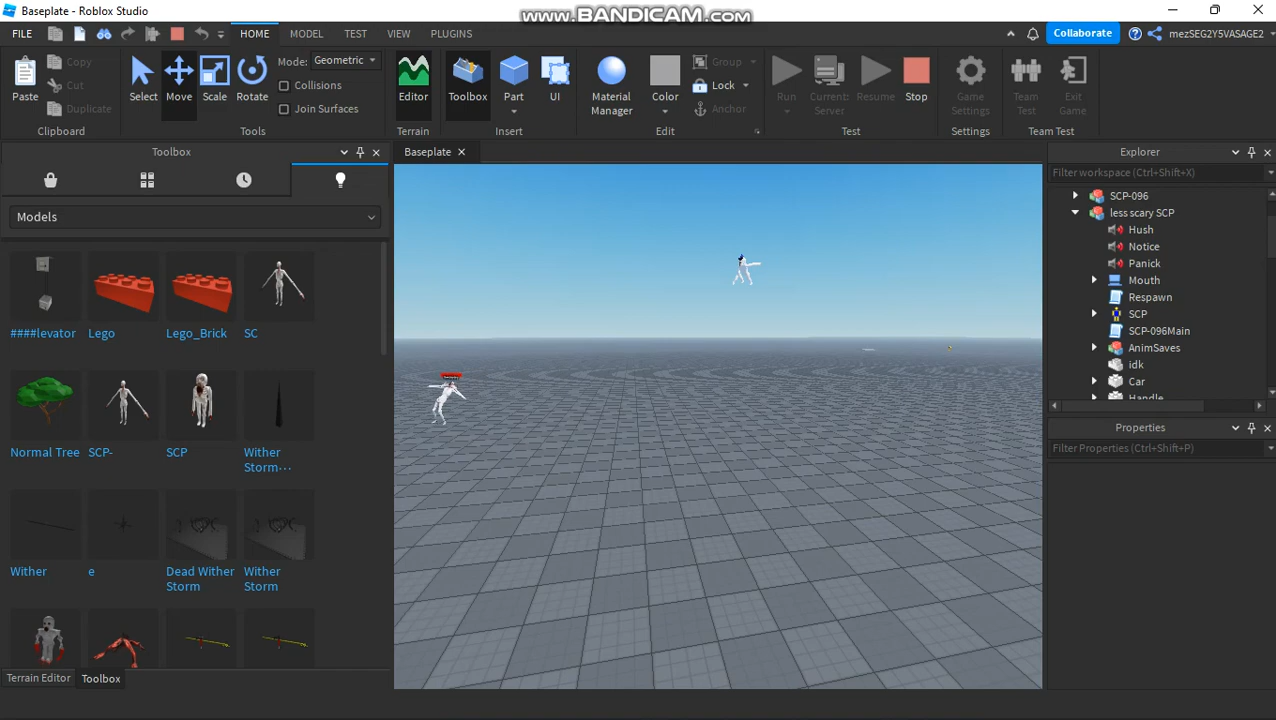 Baseplate - Roblox Studio
www.BANDICAM.com
FILE
HOME
MODEL
TEST
VIEW
PLUGINS
Collaborate
mezSEG2Y5VASAGE2
Paste
Copy
Cut
Duplicate
Clipboard
Select
Move
Scale
Rotate
Mode:
Geometric
Collisions
Join Surfaces
Tools
Editor
Terrain
Toolbox
Part
UI
Insert
Material
Manager
Color
Group
Lock
Anchor
Edit
Run
Current:
Server
Resume
Stop
Test
Game
Settings
Settings
Team
Test
Exit
Game
Team Test
Toolbox
Models
####levator
Lego
Lego_Brick
SC
Normal Tree
SCP-
SCP
Wither
Storm...
Wither
e
Dead Wither
Storm
Wither
Storm
Terrain Editor
Toolbox
Baseplate
Explorer
Filter workspace (Ctrl+Shift+X)
SCP-096
less scary SCP
Hush
Notice
Panick
Mouth
Respawn
SCP
SCP-096Main
AnimSaves
idk
Car
Handle
Properties
Filter Properties (Ctrl+Shift+P)